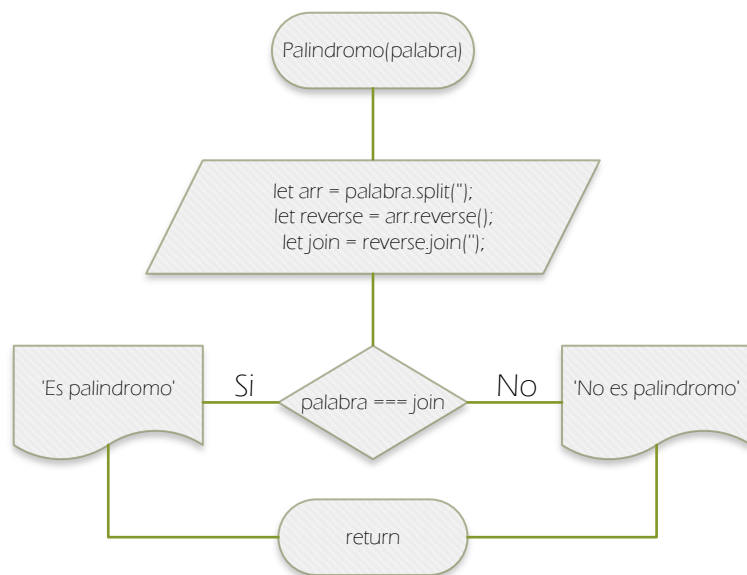 Palindromo(palabra)
let arr = palabra.split('');
let reverse = arr.reverse();
let join = reverse.join('');
'Es palindromo'
Si
palabra === join
No
'No es palindromo'
return